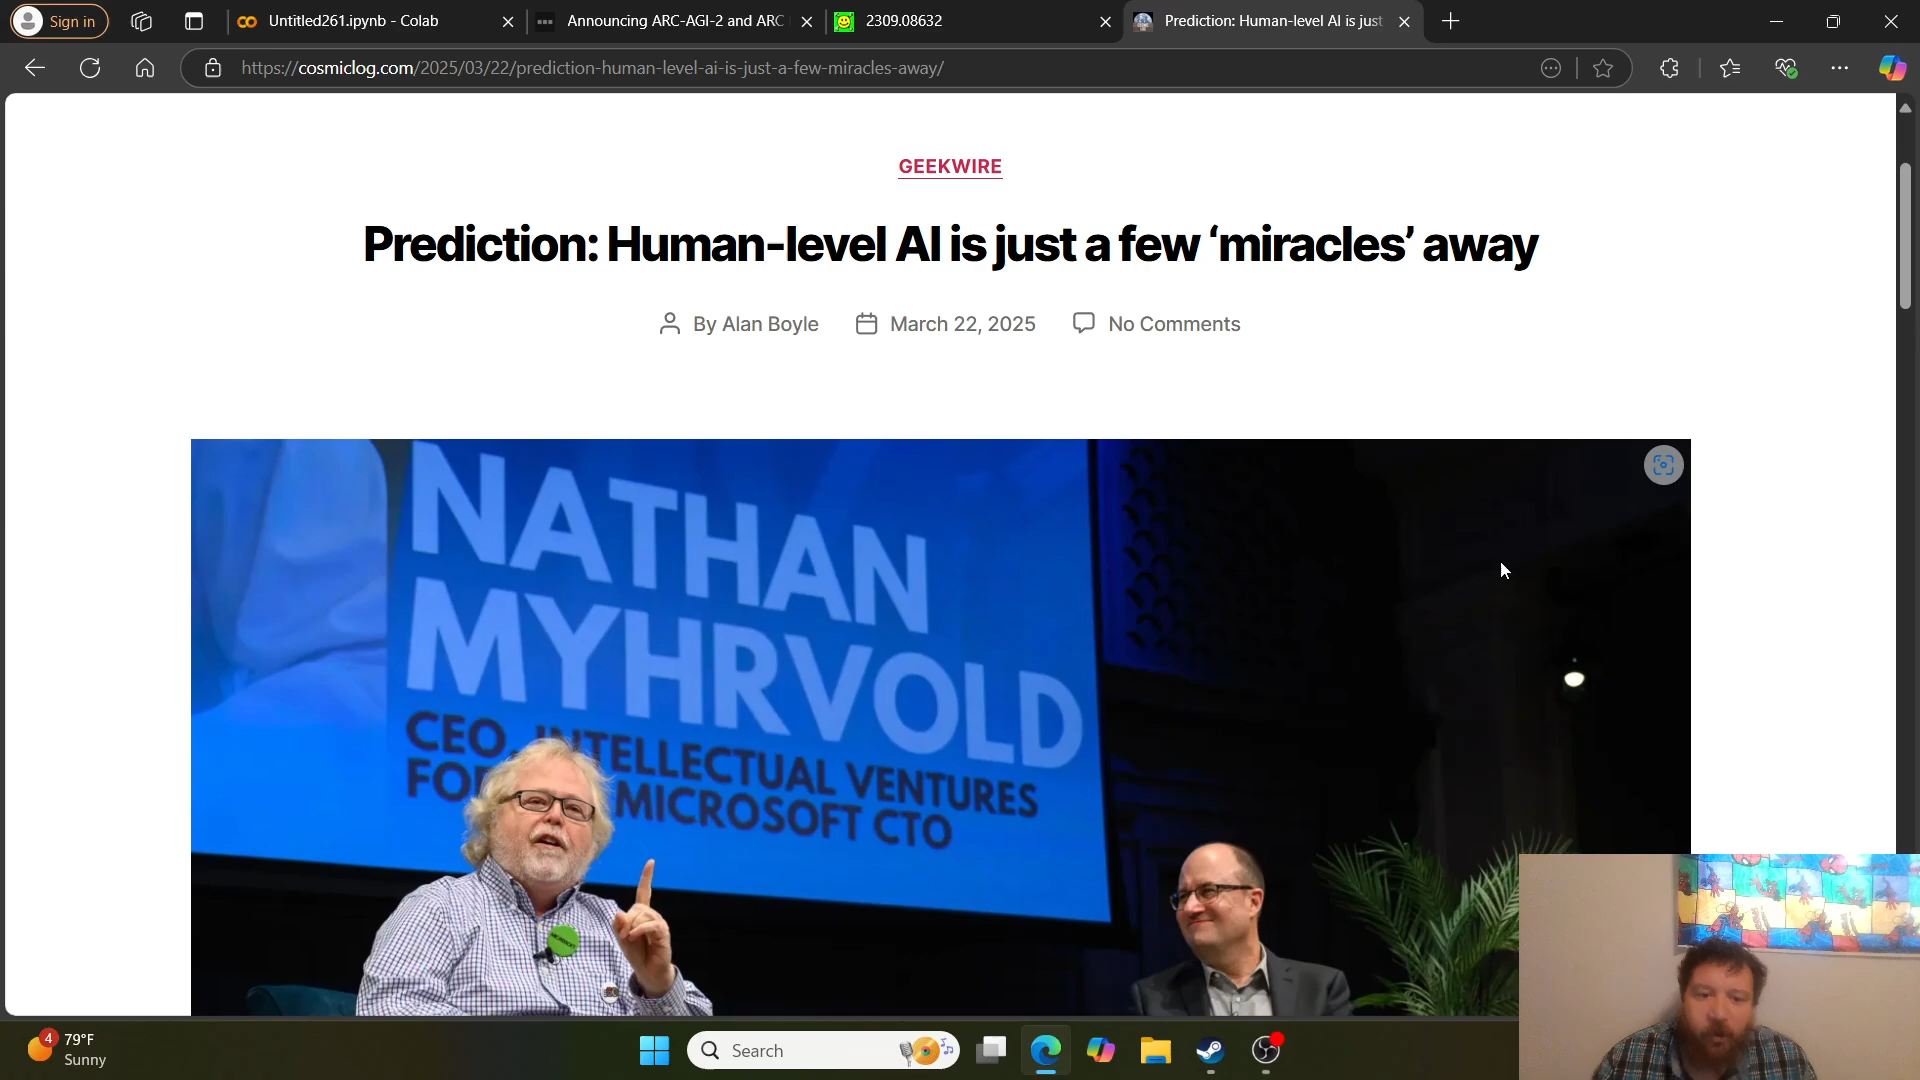 Sign in
Untitled261.ipynb - Colab
Announcing ARC-AGI-2 and ARC
2309.08632
Prediction: Human-level AI is just
https://cosmiclog.com/2025/03/22/prediction-human-level-ai-is-just-a-few-miracles-away/
GEEKWIRE
Prediction: Human-level AI is just a few ‘miracles’ away
By Alan Boyle
March 22, 2025
No Comments
NATHAN
MYHRVOLD
CEO, INTELLECTUAL VENTURES
MICROSOFT CTO
4
79°F
Sunny
Search